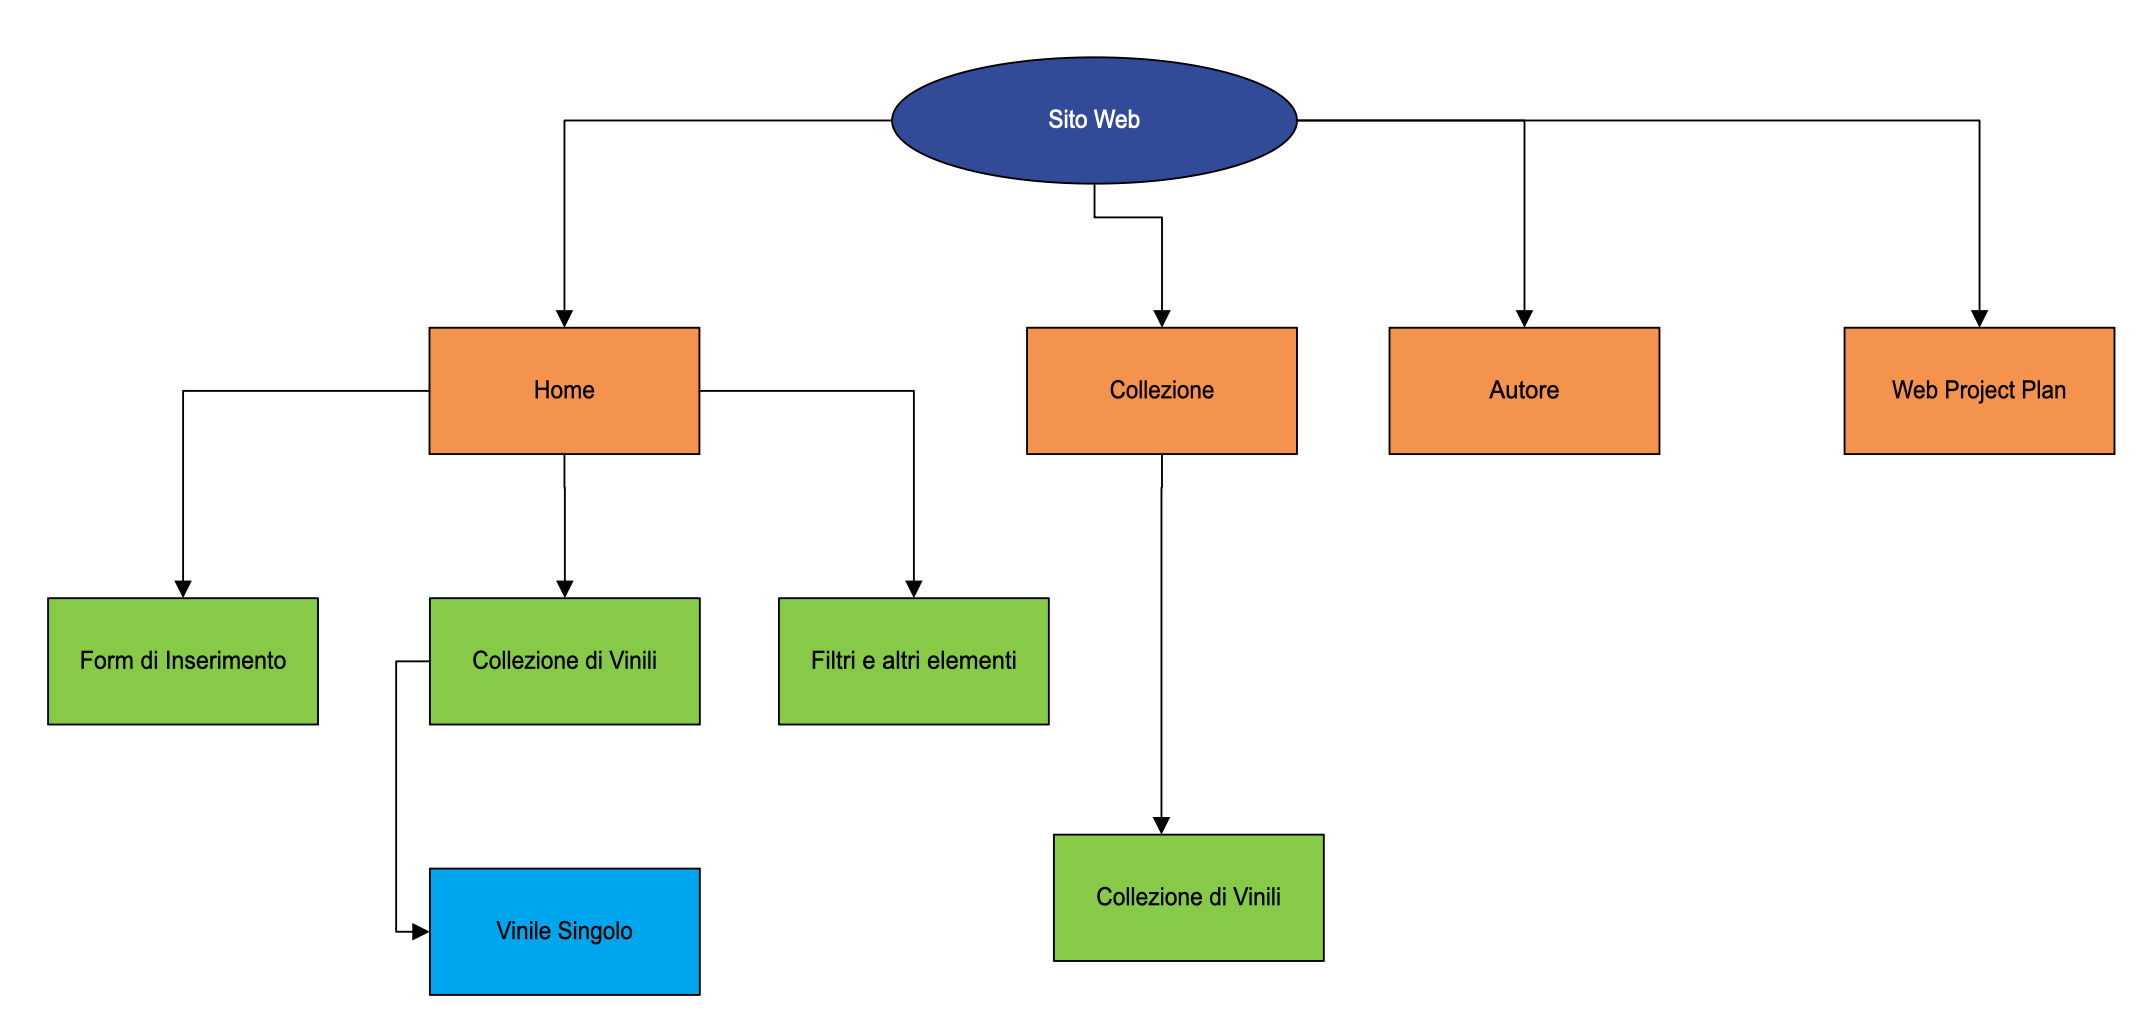 Sito Web
Home
Collezione
Autore
Web Project Plan
Form di Inserimento
Collezione di Vinili
Filtri e altri elementi
Collezione di Vinili
Vinile Singolo